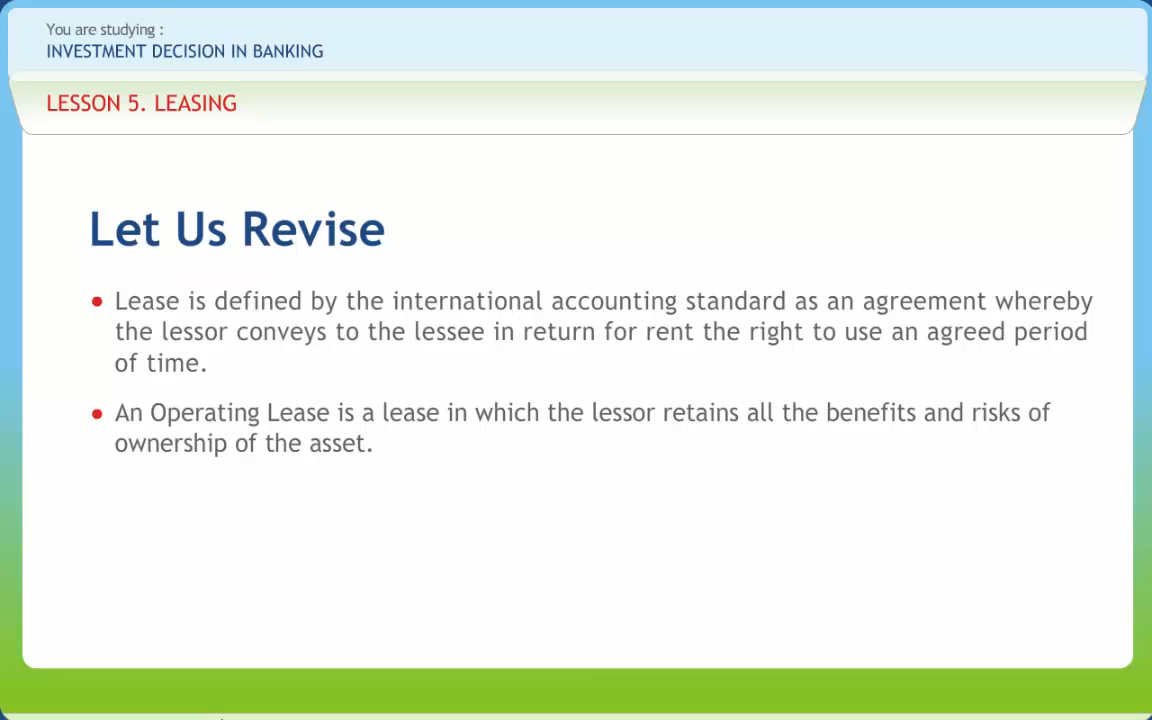 You are studying :
INVESTMENT DECISION IN BANKING
LESSON 5. LEASING
Let Us Revise
• Lease is defined by the international accounting standard as an agreement whereby
the lessor conveys to the lessee in return for rent the right to use an agreed period
of time.
• An Operating Lease is a lease in which the lessor retains all the benefits and risks of
ownership of the asset.